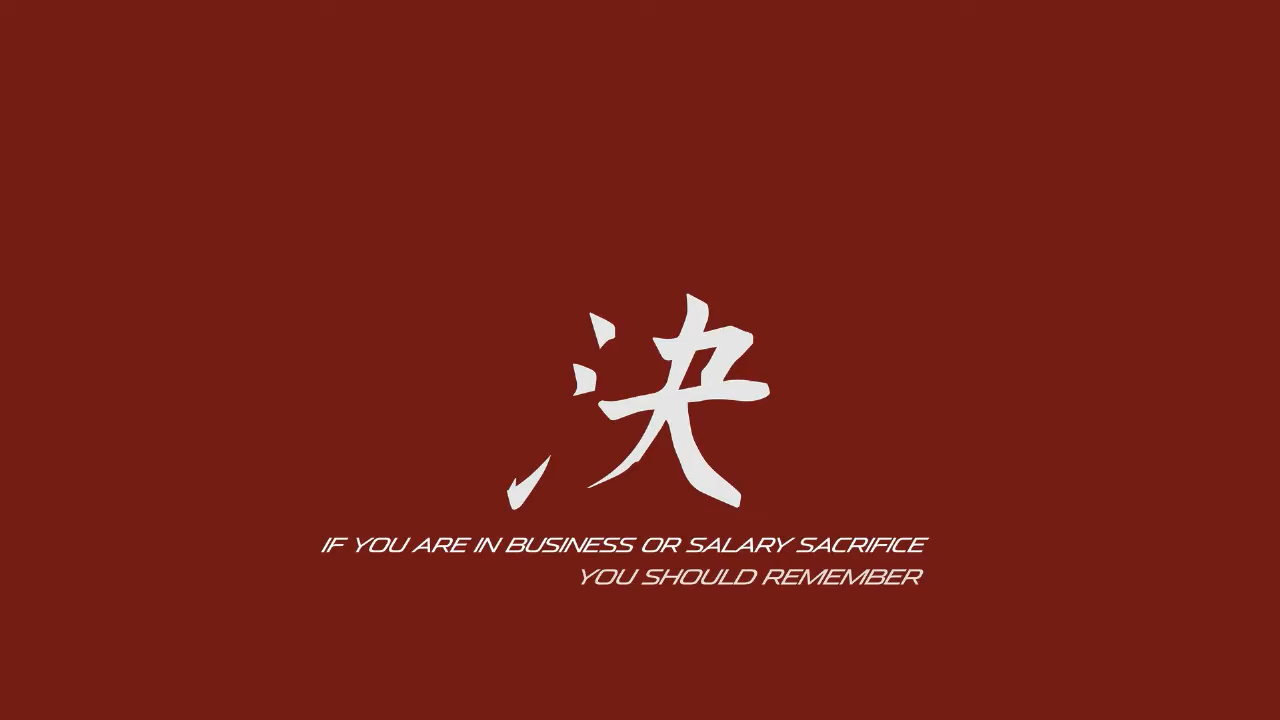 決
IF YOU ARE IN BUSINESS OR SALARY SACRIFICE
YOU SHOULD REMEMBER